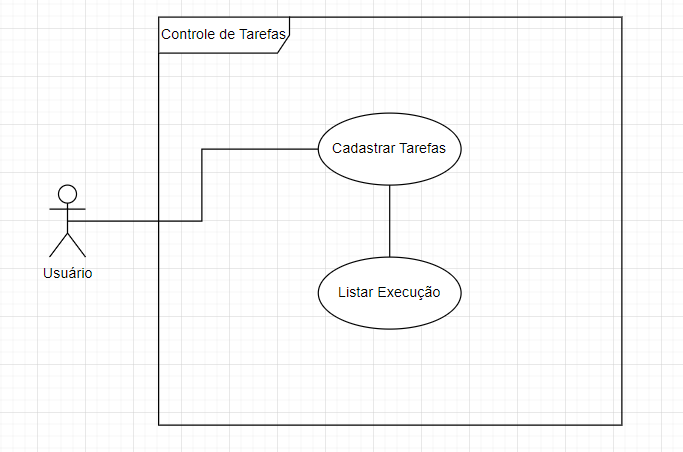 Controle de Tarefas
Cadastrar Tarefas
Usuário
Listar Execução